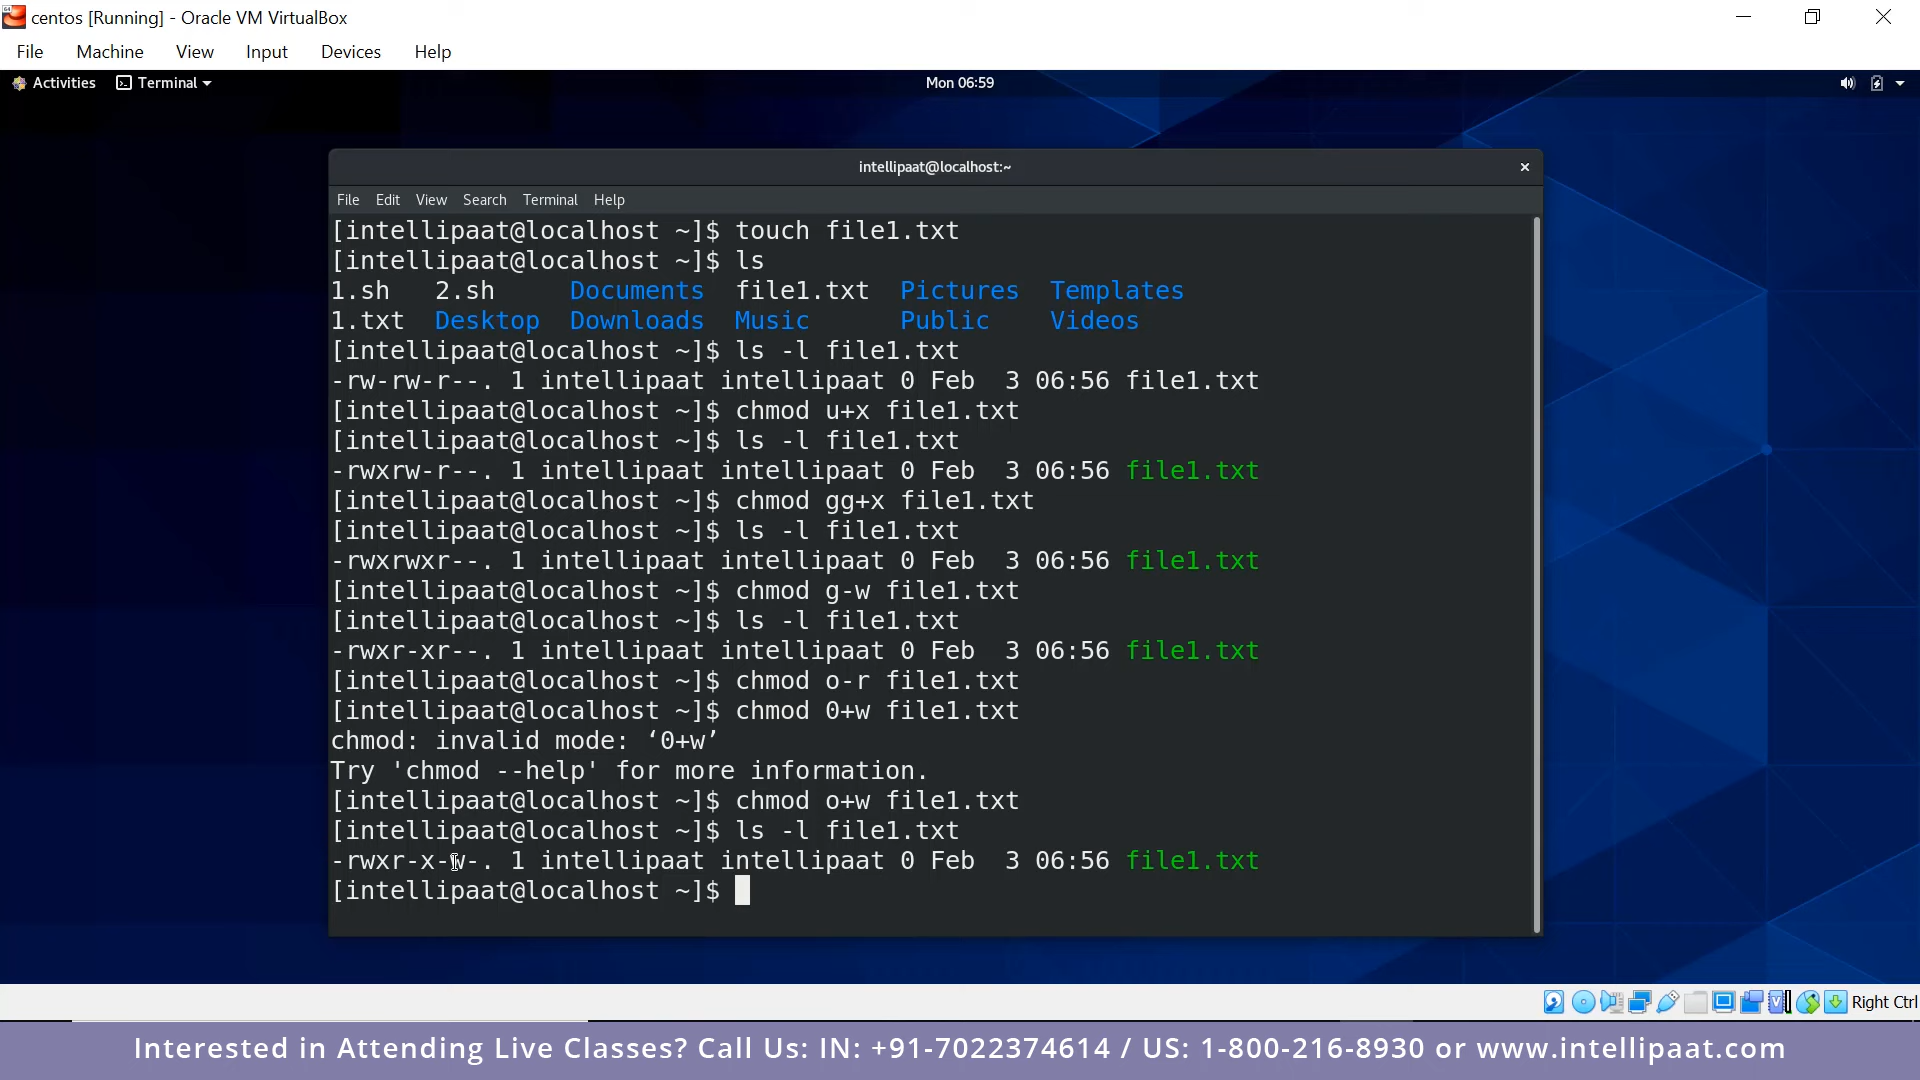 centos [Running] - Oracle VM VirtualBox
File Machine View Input Devices Help
Activities Terminal Mon 06:59
intellipaat@localhost:~
File Edit View Search Terminal Help
[intellipaat@localhost ~]$ touch file1.txt
[intellipaat@localhost ~]$ ls
1.sh 2.sh Documents file1.txt Pictures Templates
1.txt Desktop Downloads Music Public Videos
[intellipaat@localhost ~]$ ls -l file1.txt
-rw-rw-r--. 1 intellipaat intellipaat 0 Feb 3 06:56 file1.txt
[intellipaat@localhost ~]$ chmod u+x file1.txt
[intellipaat@localhost ~]$ ls -l file1.txt
-rwxrw-r--. 1 intellipaat intellipaat 0 Feb 3 06:56 file1.txt
[intellipaat@localhost ~]$ chmod gg+x file1.txt
[intellipaat@localhost ~]$ ls -l file1.txt
-rwxrwxr--. 1 intellipaat intellipaat 0 Feb 3 06:56 file1.txt
[intellipaat@localhost ~]$ chmod g-w file1.txt
[intellipaat@localhost ~]$ ls -l file1.txt
-rwxr-xr--. 1 intellipaat intellipaat 0 Feb 3 06:56 file1.txt
[intellipaat@localhost ~]$ chmod o-r file1.txt
[intellipaat@localhost ~]$ chmod 0+w file1.txt
chmod: invalid mode: ‘0+w’
Try 'chmod --help' for more information.
[intellipaat@localhost ~]$ chmod o+w file1.txt
[intellipaat@localhost ~]$ ls -l file1.txt
-rwxr-x-w-. 1 intellipaat intellipaat 0 Feb 3 06:56 file1.txt
[intellipaat@localhost ~]$
Right Ctrl
Interested in Attending Live Classes? Call Us: IN: +91-7022374614 / US: 1-800-216-8930 or www.intellipaat.com